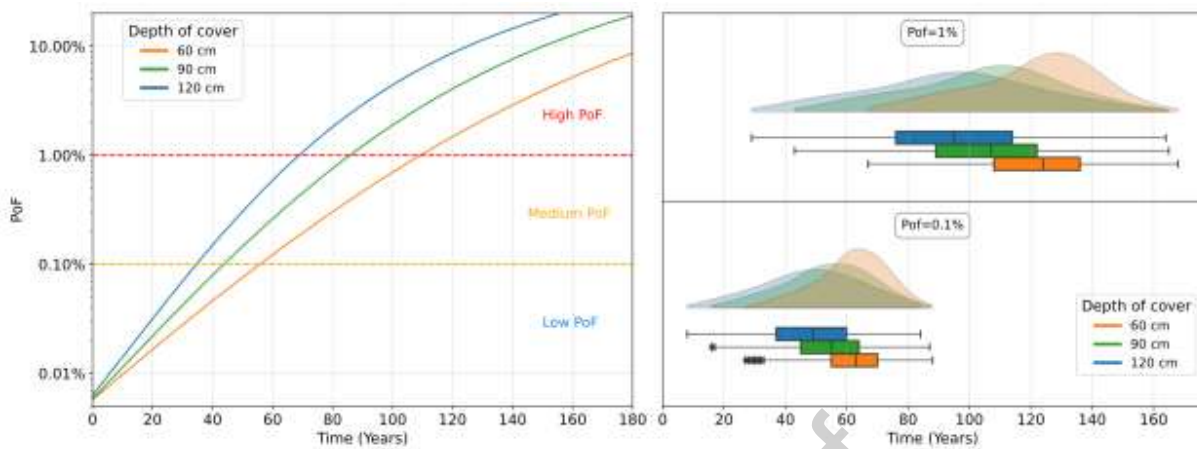 Depth of cover
60 cm
90 cm
120 cm
10.00%
1.00%
0.10%
0.01%
PoF
High PoF
Medium PoF
Low PoF
0 20 40 60 80 100 120 140 160 180
Time (Years)
Pof=1%
Pof=0.1%
Depth of cover
60 cm
90 cm
120 cm
0 20 40 60 80 100 120 140 160
Time (Years)
f